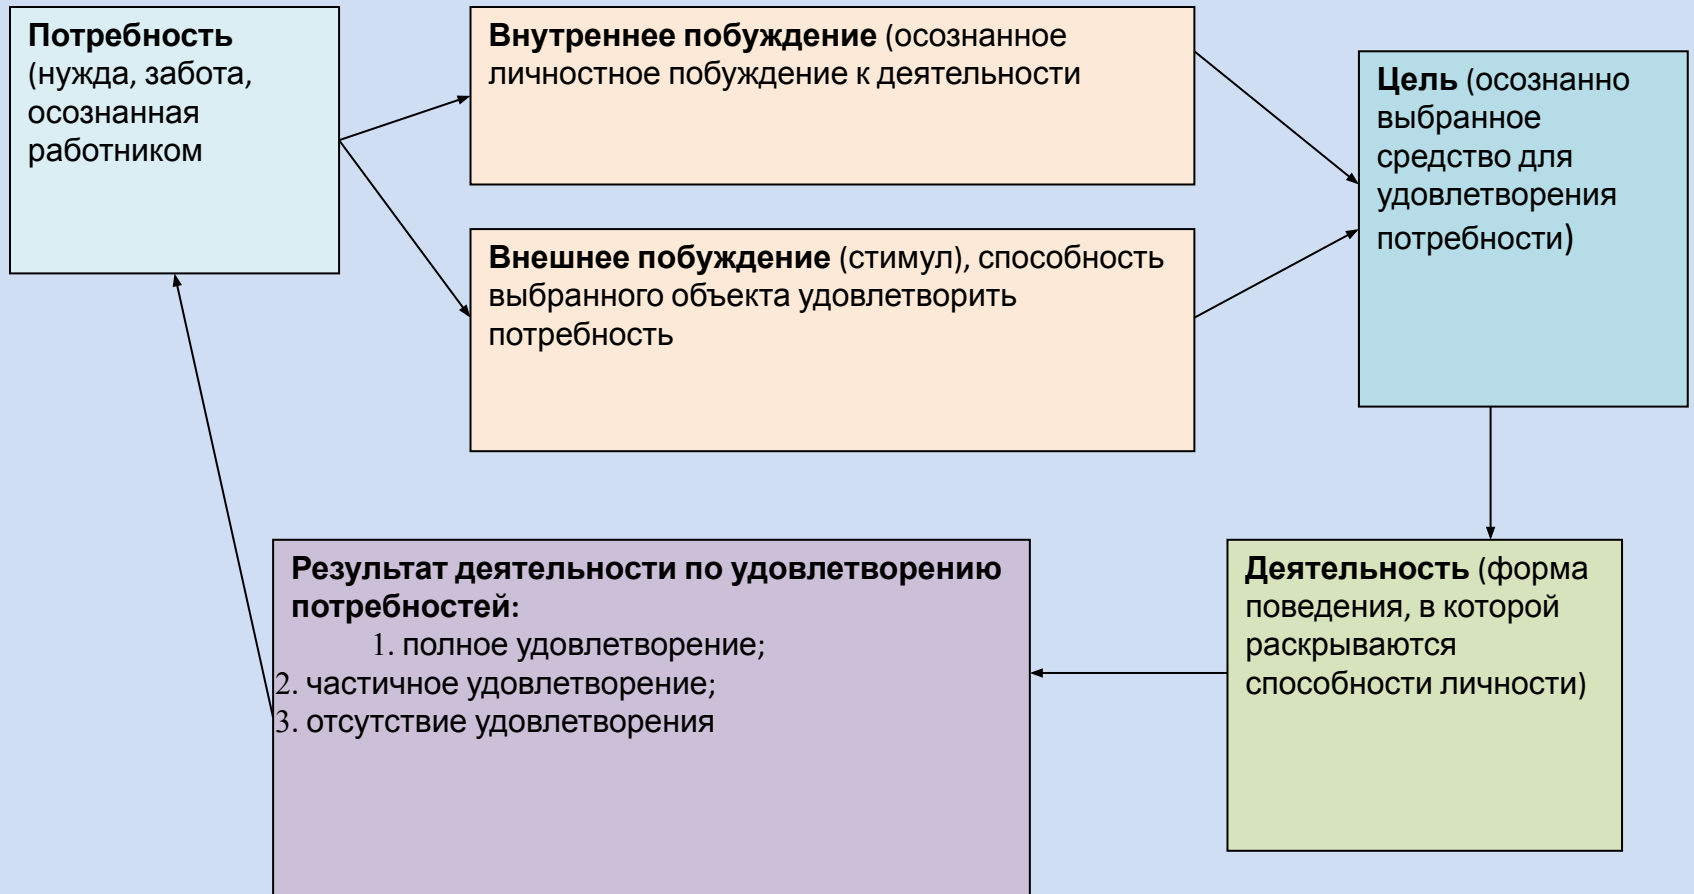 Потребность
(нужда, забота,
осознанная
работником
Внутреннее побуждение (осознанное
личностное побуждение к деятельности
Внешнее побуждение (стимул), способность
выбранного объекта удовлетворить
потребность
Цель (осознанно
выбранное
средство для
удовлетворения
потребности)
Деятельность (форма
поведения, в которой
раскрываются
способности личности)
Результат деятельности по удовлетворению
потребностей:
1. полное удовлетворение;
2. частичное удовлетворение;
3. отсутствие удовлетворения